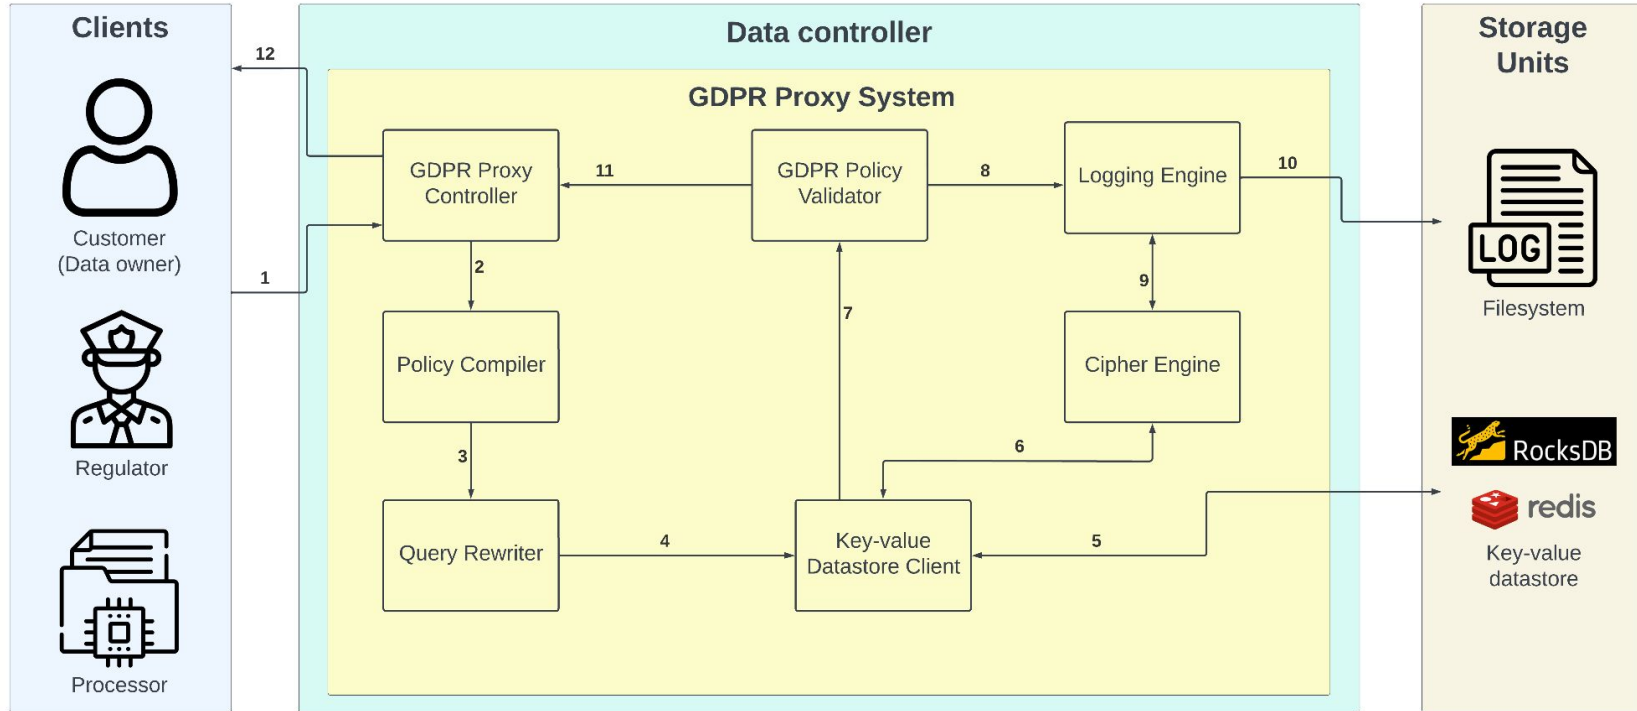 Clients
Data controller
Storage
Units
GDPR Proxy System
12
Customer
(Data owner)
1
Regulator
Processor
GDPR Proxy
Controller
11
GDPR Policy
Validator
8
Logging Engine
10
2
7
9
Policy Compiler
Cipher Engine
3
6
Query Rewriter
4
Key-value
Datastore Client
5
LOG
Filesystem
RocksDB
redis
Key-value
datastore